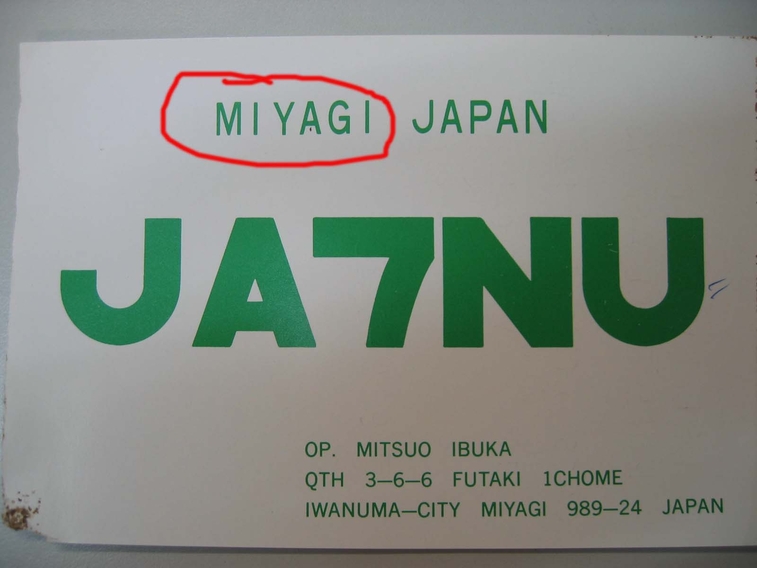 MIYAGI JAPAN
JA7NU
OP. MITSUO IBUKA
QTH 3-6-6 FUTAKI 1CHOME
IWANUMA-CITY MIYAGI 989-24 JAPAN